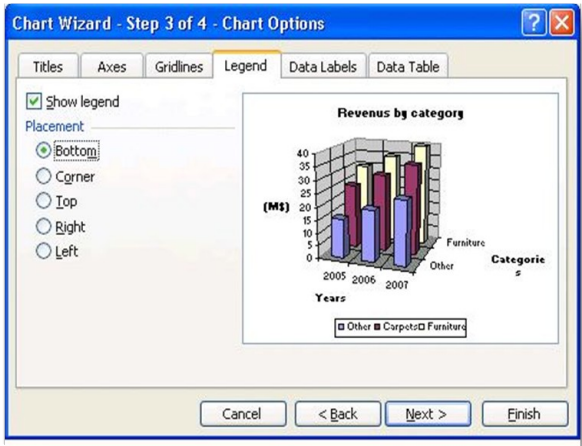 Chart Wizard - Step 3 of 4 - Chart Options
Titles Axes Gridlines Legend Data Labels Data Table
Show legend
Placement
Bottom
Corner
Top
Right
Left
Revenus by category
40
35
30
25
(M$) 20
15
10
5
0
2005 2006 2007
Years
Furniture
Other
Categorie
s
Other Carpets Furniture
Cancel < Back Next > Finish